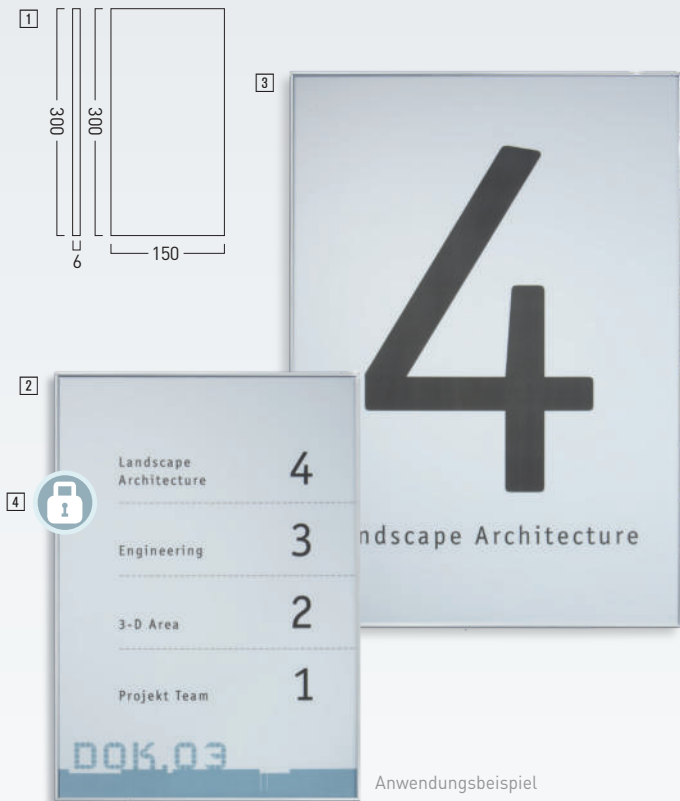 1
300
300
6
150
3
4
ndscape Architecture
2
4
Landscape
Architecture
4
Engineering
3
3-D Area
2
Projekt Team
1
DOK.03
Anwendungsbeispiel